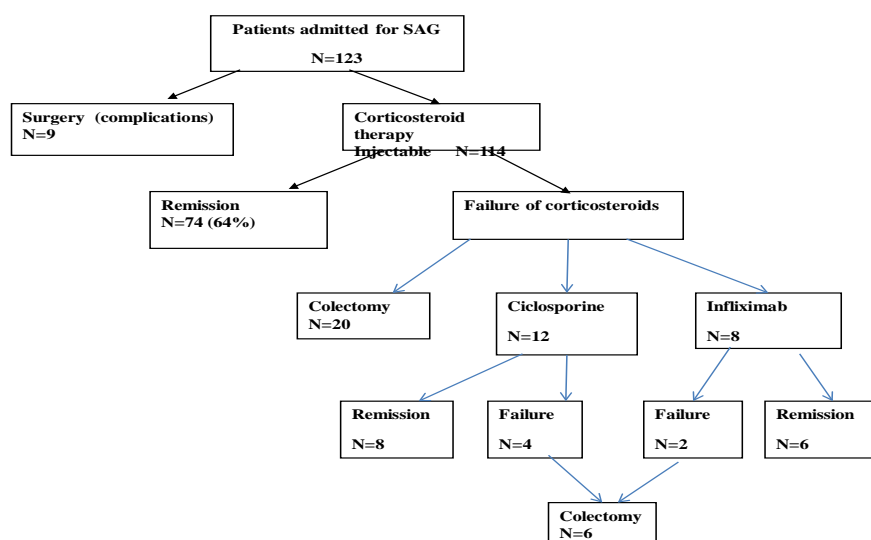 Patients admitted for SAG
N=123
Surgery (complications)
N=9
Corticosteroid
therapy
Injectable N=114
Remission
N=74 (64%)
Failure of corticosteroids
Colectomy
N=20
Ciclosporine
N=12
Infliximab
N=8
Remission
N=8
Failure
N=4
Failure
N=2
Remission
N=6
Colectomy
N=6